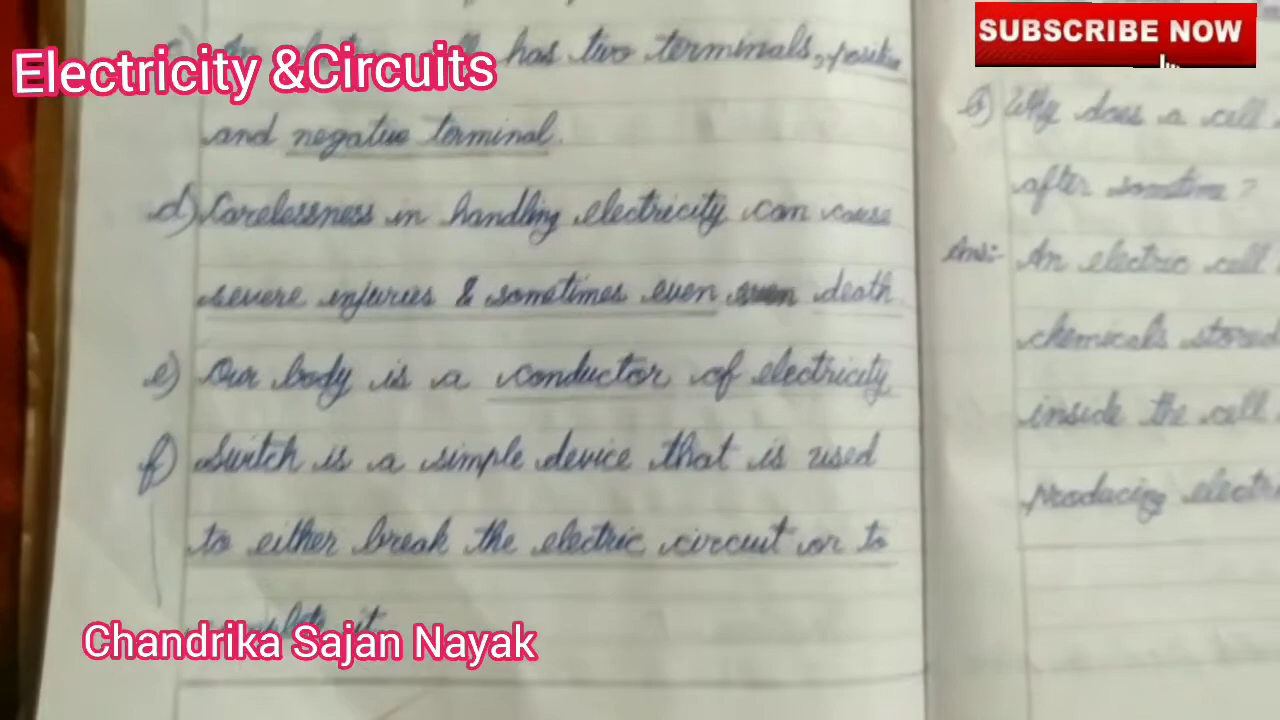 SUBSCRIBE NOW
Electricity &Circuits
c) An cell has two terminals, positive
and negative terminal.
d) Carelessness in handling electricity can cause
severe injuries & sometimes even even death
e) Our body is a conductor of electricity
f) Switch is a simple device that is used
to either break the electric circuit or to
it
Chandrika Sajan Nayak
b) Why does a cell
after sometime?
Ans:- An electric cell
chemicals stored
inside the cell
producing